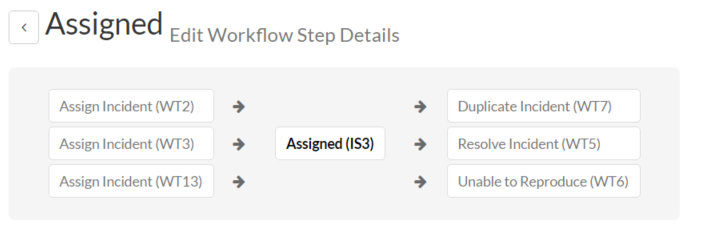 Assigned Edit Workflow Step Details
Assign Incident (WT2)
Duplicate Incident (WT7)
Assign Incident (WT3)
Assigned (IS3)
Resolve Incident (WT5)
Assign Incident (WT13)
Unable to Reproduce (WT6)